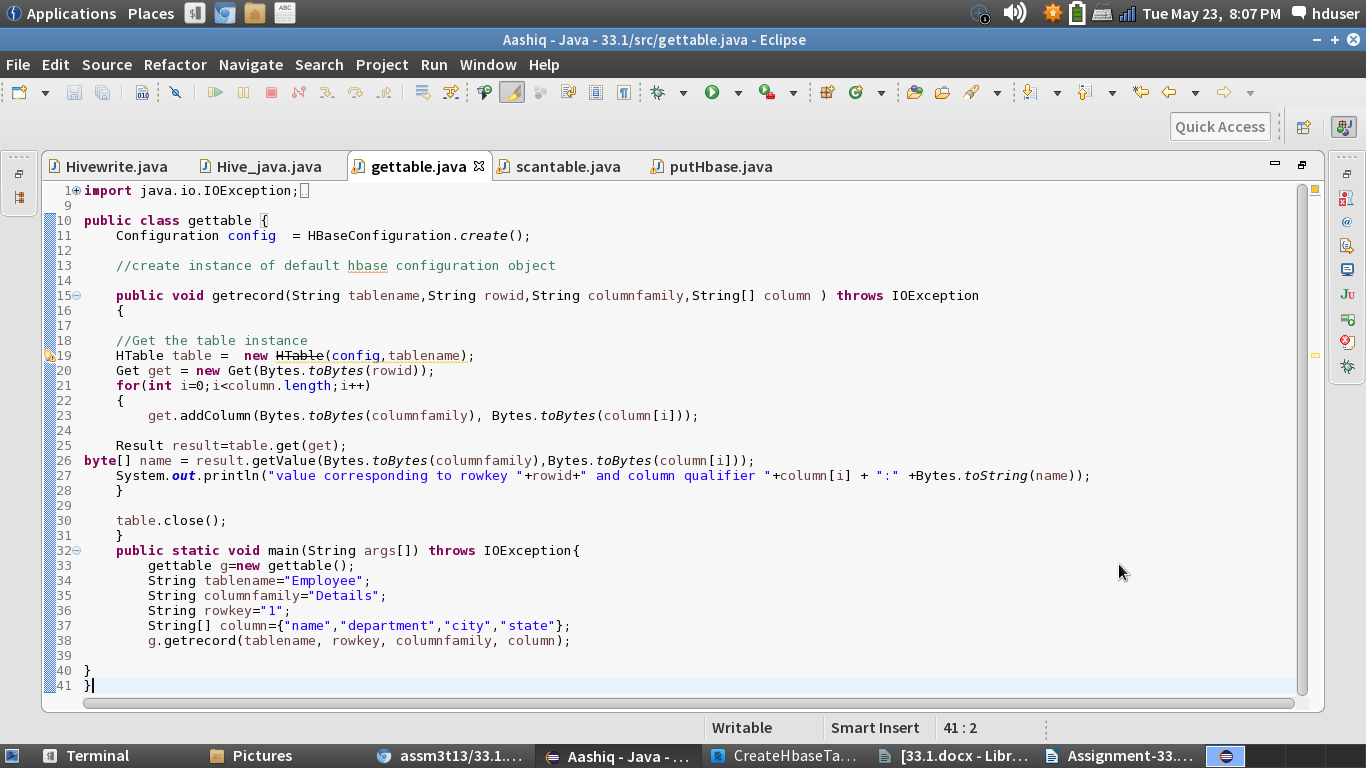 Applications Places Tue May 23, 8:07 PM hduser
Aashiq - Java - 33.1/src/gettable.java - Eclipse
File Edit Source Refactor Navigate Search Project Run Window Help
Quick Access
Hivewrite.java Hive_java.java gettable.java scantable.java putHbase.java
1 import java.io.IOException;
9
10 public class gettable {
11     Configuration config  = HBaseConfiguration.create();
12
13     //create instance of default hbase configuration object
14
15     public void getrecord(String tablename,String rowid,String columnfamily,String[] column ) throws IOException
16     {
17
18     //Get the table instance
19     HTable table =  new HTable(config,tablename);
20     Get get = new Get(Bytes.toBytes(rowid));
21     for(int i=0;i<column.length;i++)
22     {
23         get.addColumn(Bytes.toBytes(columnfamily), Bytes.toBytes(column[i]));
24
25     Result result=table.get(get);
26 byte[] name = result.getValue(Bytes.toBytes(columnfamily),Bytes.toBytes(column[i]));
27     System.out.println("value corresponding to rowkey "+rowid+" and column qualifier "+column[i] + ":" +Bytes.toString(name));
28     }
29
30     table.close();
31     }
32     public static void main(String args[]) throws IOException{
33         gettable g=new gettable();
34         String tablename="Employee";
35         String columnfamily="Details";
36         String rowkey="1";
37         String[] column={"name","department","city","state"};
38         g.getrecord(tablename, rowkey, columnfamily, column);
39
40 }
41 }
Writable Smart Insert 41 : 2
Terminal Pictures assm3t13/33.1.... Aashiq - Java - ... CreateHbaseTa... [33.1.docx - Libr... Assignment-33....